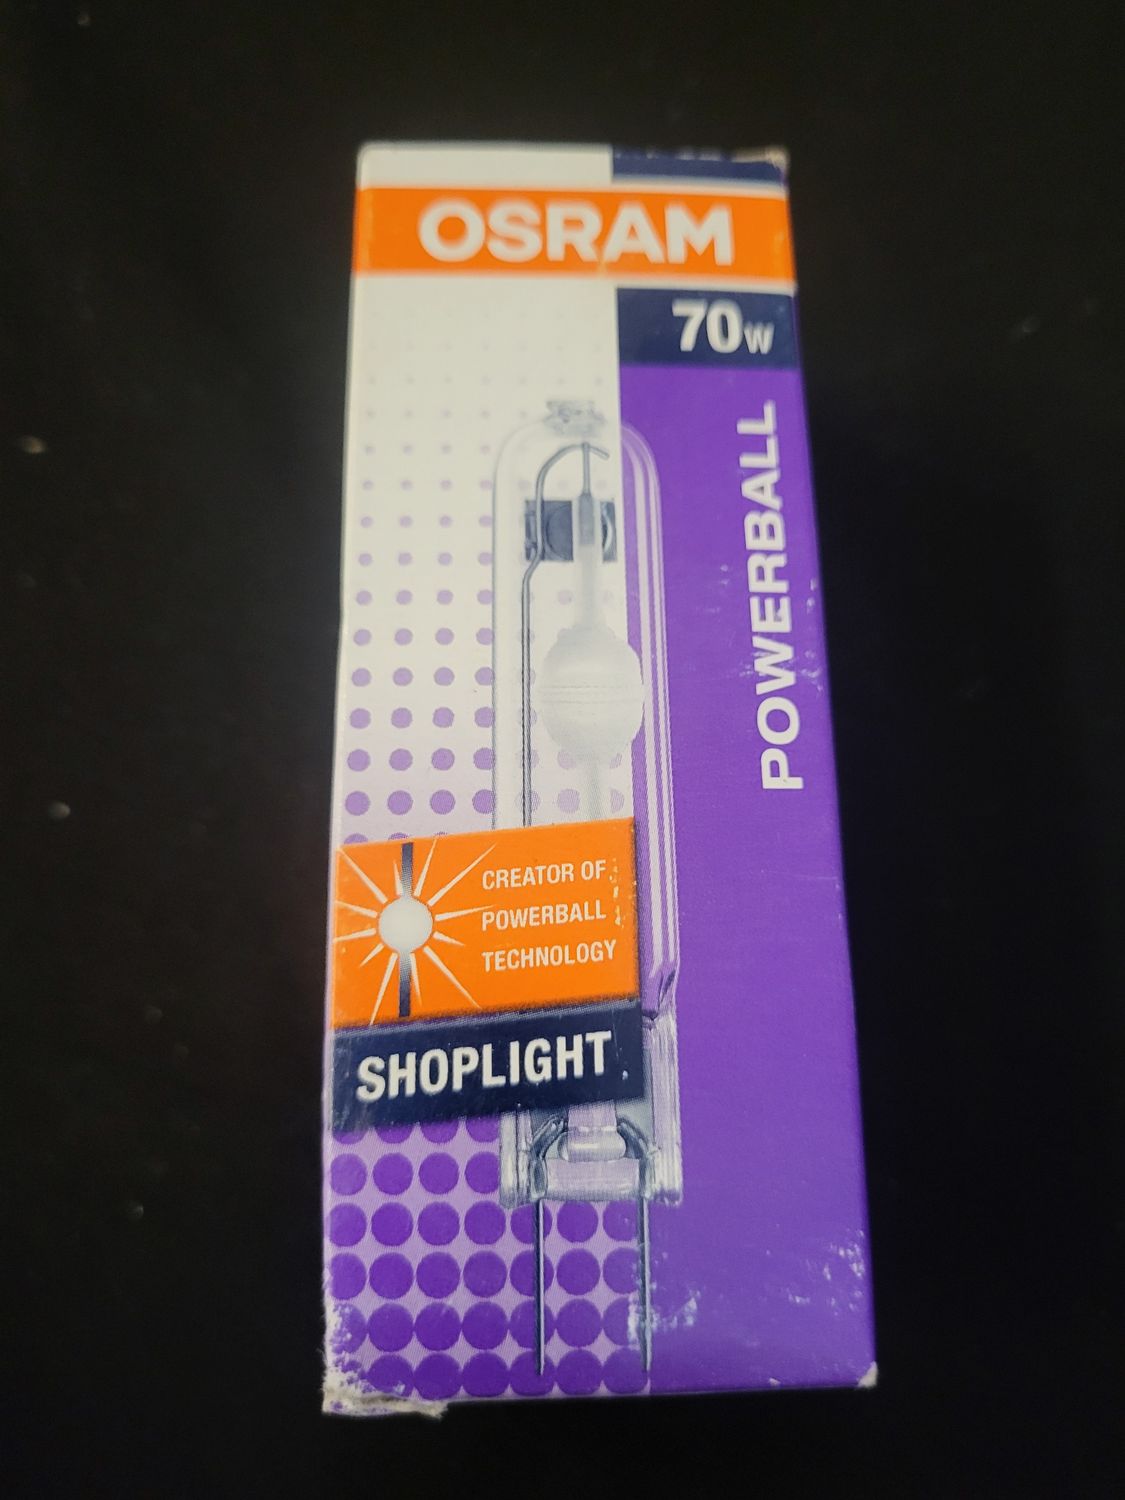 OSRAM
70W
POWERBALL
CREATOR OF
POWERBALL
TECHNOLOGY
SHOPLIGHT